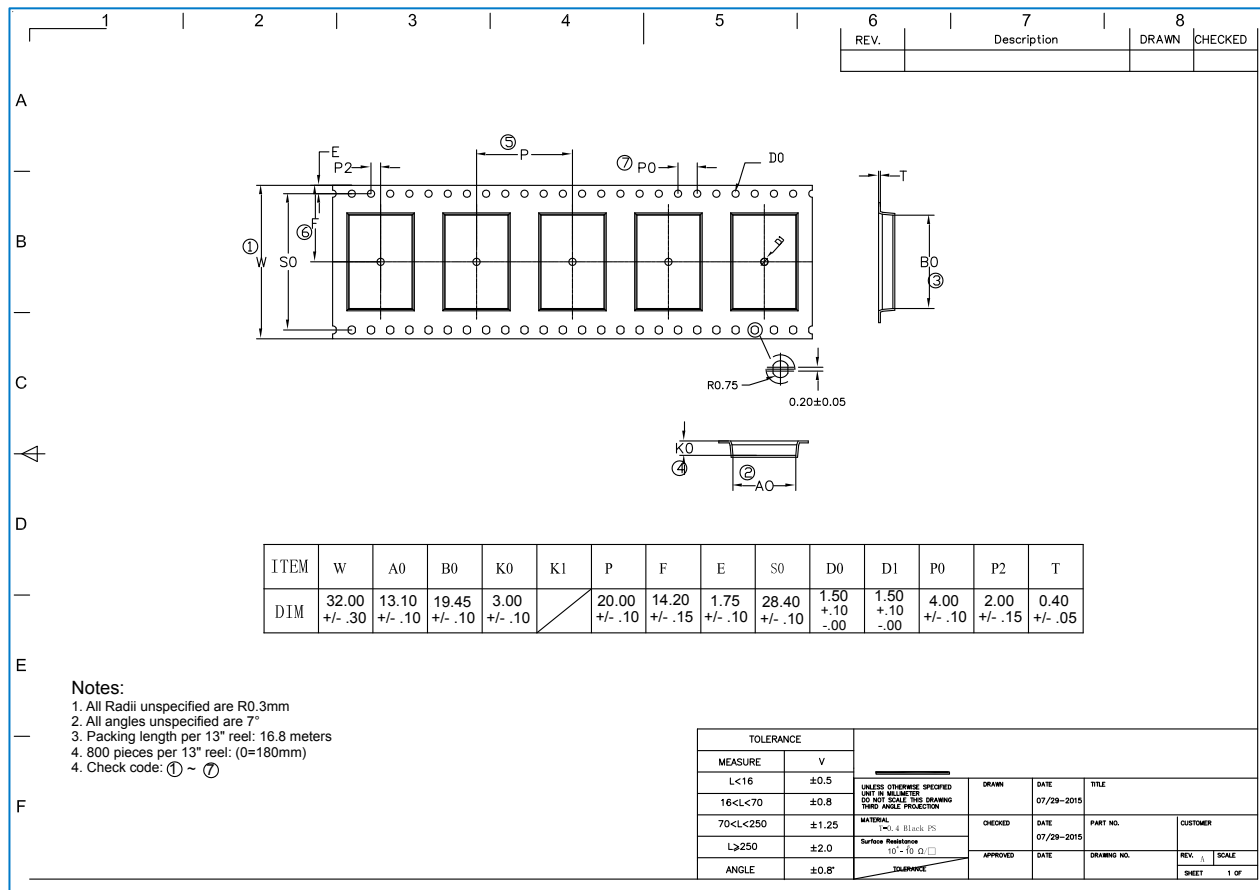 1 2 3 4 5 6 7 8
REV. Description DRAWN CHECKED
A
B
C
D
E
F
E
P2
⑤
P
⑦ P0
D0
T
F
⑥
① W
S0
D1
B0
③
R0.75
0.20±0.05
K0
④
②
A0
ITEM W A0 B0 K0 K1 P F E S0 D0 D1 P0 P2 T
DIM 32.00 +/- .30 13.10 +/- .10 19.45 +/- .10 3.00 +/- .10 20.00 +/- .10 14.20 +/- .15 1.75 +/- .10 28.40 +/- .10 1.50 +.10 -.00 1.50 +.10 -.00 4.00 +/- .10 2.00 +/- .15 0.40 +/- .05
Notes:
1. All Radii unspecified are R0.3mm
2. All angles unspecified are 7°
3. Packing length per 13" reel: 16.8 meters
4. 800 pieces per 13" reel: (0=180mm)
4. Check code: ① ~ ⑦
TOLERANCE
MEASURE V
L<16 ±0.5
16<L<70 ±0.8
70<L<250 ±1.25
L⩾250 ±2.0
ANGLE ±0.8°
UNLESS OTHERWISE SPECIFIED
UNIT IN MILLIMETER
DO NOT SCALE THIS DRAWING
THIRD ANGLE PROJECTION
MATERIAL
T=0.4 Black PS
Surface Resistance
Ω/□
TOLERANCE
DRAWN DATE TITLE
07/29-2015
CHECKED DATE PART NO. CUSTOMER
07/29-2015
APPROVED DATE DRAWING NO. REV. A SCALE
SHEET 1 OF